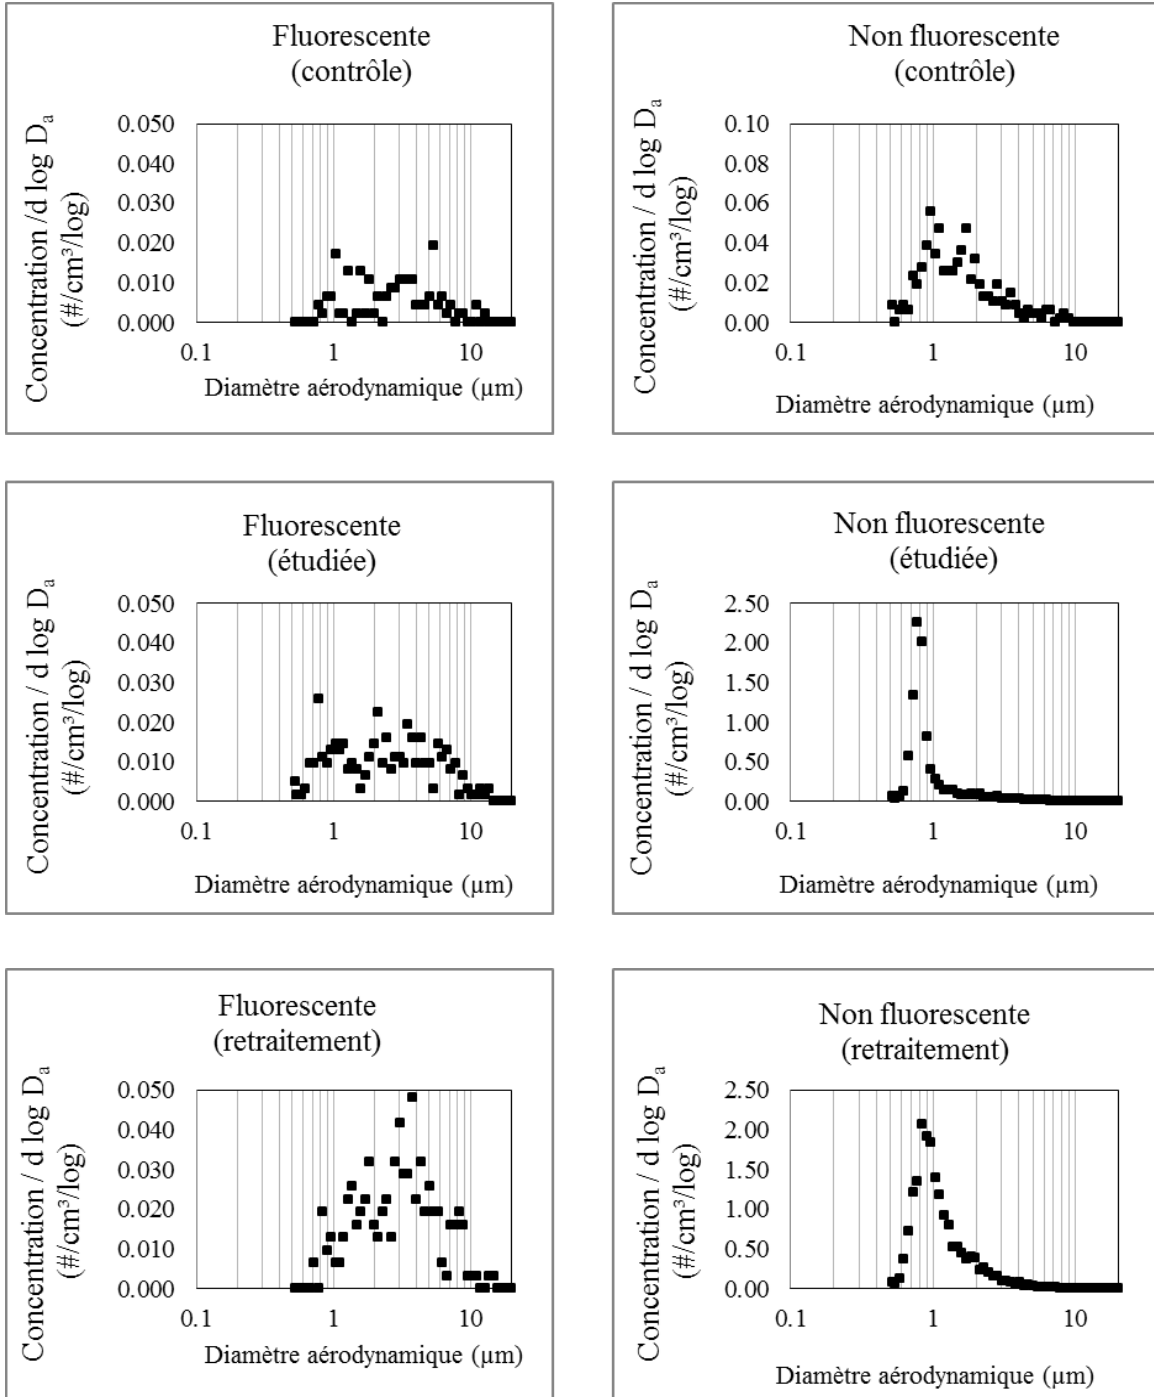 Fluorescente
(contrôle)
Concentration /d log Dₐ
(#/cm³/log)
0.050
0.040
0.030
0.020
0.010
0.000
0.1
1
10
Diamètre aérodynamique (µm)
Non fluorescente
(contrôle)
Concentration / d log Dₐ
(#/cm³/log)
0.10
0.08
0.06
0.04
0.02
0.00
0.1
1
10
Diamètre aérodynamique (µm)
Fluorescente
(étudiée)
Concentration / d log Dₐ
(#/cm³/log)
0.050
0.040
0.030
0.020
0.010
0.000
0.1
1
10
Diamètre aérodynamique (µm)
Non fluorescente
(étudiée)
Concentration / d log Dₐ
(#/cm³/log)
2.50
2.00
1.50
1.00
0.50
0.00
0.1
1
10
Diamètre aérodynamique (µm)
Fluorescente
(retraitement)
Concentration / d log Dₐ
(#/cm³/log)
0.050
0.040
0.030
0.020
0.010
0.000
0.1
1
10
Diamètre aérodynamique (µm)
Non fluorescente
(retraitement)
Concentration / d log Dₐ
(#/cm³/log)
2.50
2.00
1.50
1.00
0.50
0.00
0.1
1
10
Diamètre aérodynamique (µm)